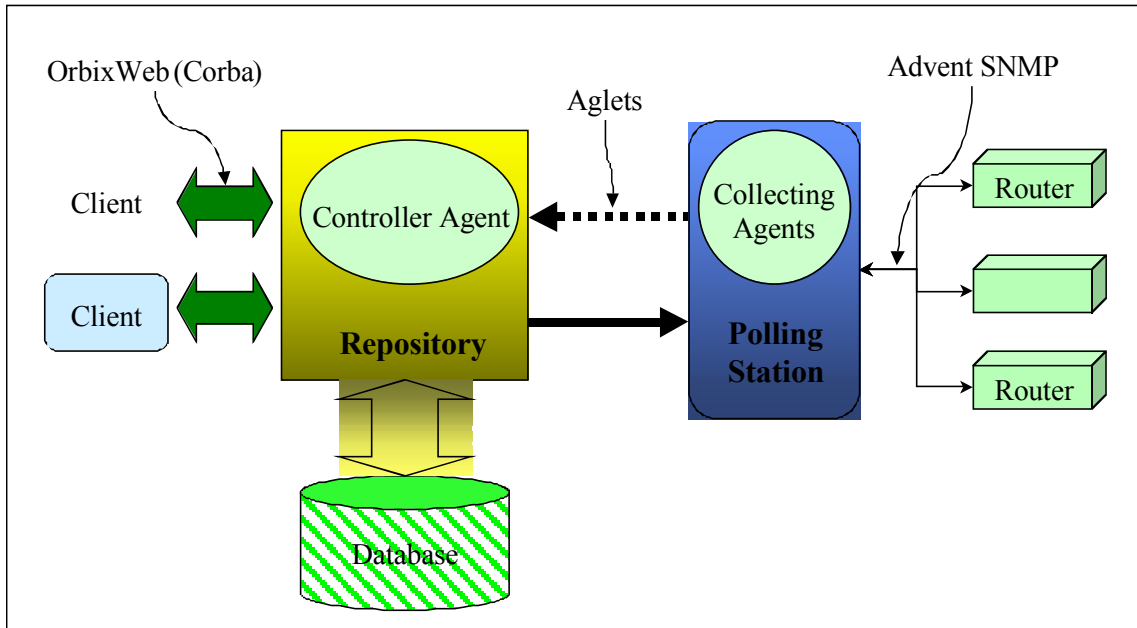 OrbixWeb (Corba)
Advent SNMP
Aglets
Client
Controller Agent
Collecting
Agents
Router
Client
Repository
Polling
Station
Router
Database